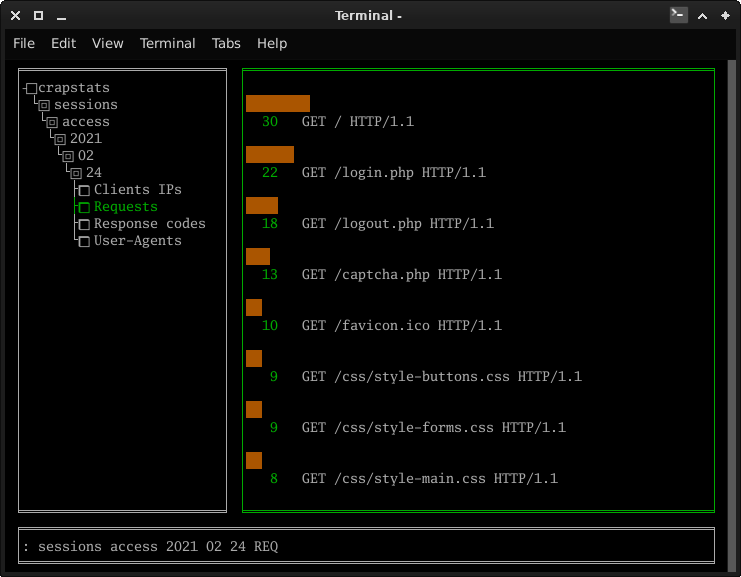 Terminal -
File Edit View Terminal Tabs Help
crapstats
sessions
access
2021
02
24
Clients IPs
Requests
Response codes
User-Agents
30 GET / HTTP/1.1
22 GET /login.php HTTP/1.1
18 GET /logout.php HTTP/1.1
13 GET /captcha.php HTTP/1.1
10 GET /favicon.ico HTTP/1.1
9 GET /css/style-buttons.css HTTP/1.1
9 GET /css/style-forms.css HTTP/1.1
8 GET /css/style-main.css HTTP/1.1
: sessions access 2021 02 24 REQ